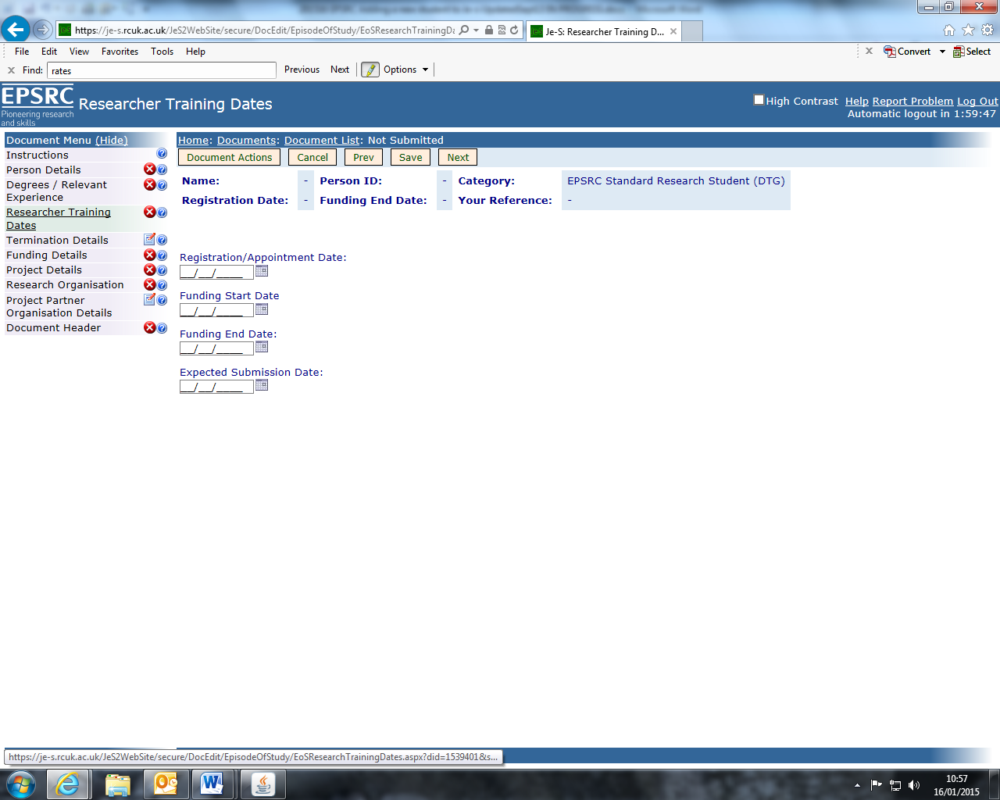 https://je-s.rcuk.ac.uk/JeS2WebSite/secure/DocEdit/EpisodeOfStudy/EoSResearchTrainingDa
Je-S: Researcher Training D...
File Edit View Favorites Tools Help
Convert Select
Find: rates Previous Next Options
EPSRC
Pioneering research
and skills
Researcher Training Dates
High Contrast Help Report Problem Log Out
Automatic logout in 1:59:47
Document Menu (Hide)
Instructions
Person Details
Degrees / Relevant
Experience
Researcher Training
Dates
Termination Details
Funding Details
Project Details
Research Organisation
Project Partner
Organisation Details
Document Header
Home: Documents: Document List: Not Submitted
Document Actions Cancel Prev Save Next
Name: - Person ID: - Category: EPSRC Standard Research Student (DTG)
Registration Date: - Funding End Date: - Your Reference: -
Registration/Appointment Date:
__/__/____
Funding Start Date
__/__/____
Funding End Date:
__/__/____
Expected Submission Date:
__/__/____
https://je-s.rcuk.ac.uk/JeS2WebSite/secure/DocEdit/EpisodeOfStudy/EoSResearchTrainingDates.aspx?did=1539401&s...
10:57
16/01/2015